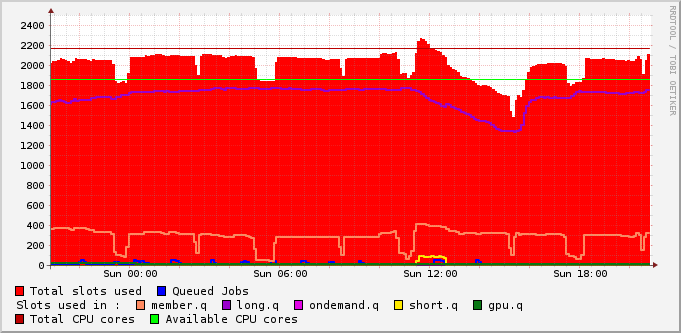 2400
2200
2000
1800
1600
1400
1200
1000
800
600
400
200
0
Sun 00:00 Sun 06:00 Sun 12:00 Sun 18:00
RRDTOOL / TOBI OETIKER
Total slots used Queued Jobs
Slots used in : member.q long.q ondemand.q short.q gpu.q
Total CPU cores Available CPU cores